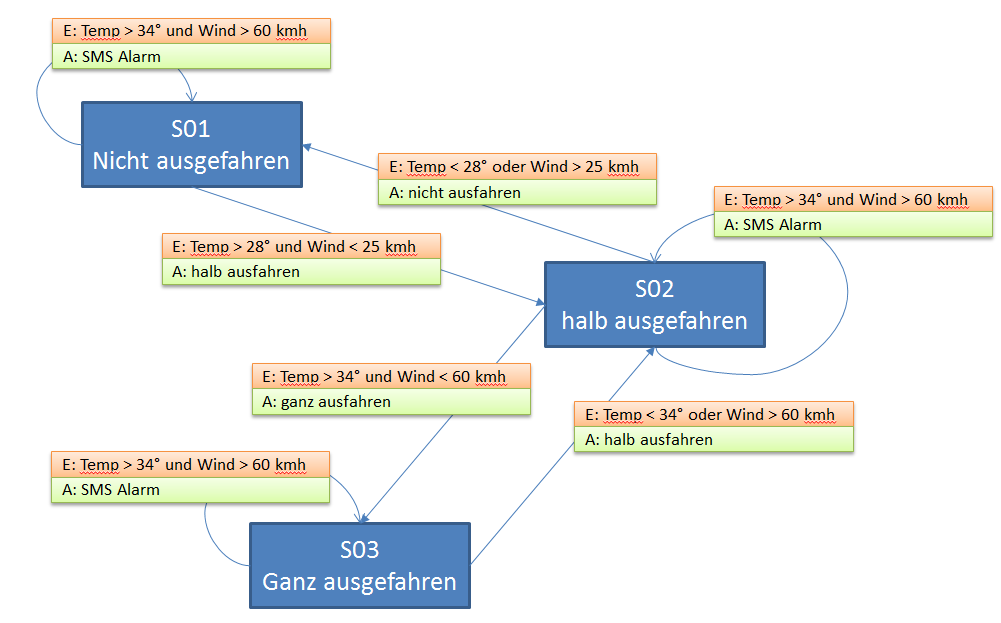 E: Temp > 34° und Wind > 60 kmh
A: SMS Alarm
S01
Nicht ausgefahren
E: Temp < 28° oder Wind > 25 kmh
A: nicht ausfahren
E: Temp > 34° und Wind > 60 kmh
A: SMS Alarm
E: Temp > 28° und Wind < 25 kmh
A: halb ausfahren
S02
halb ausgefahren
E: Temp > 34° und Wind < 60 kmh
A: ganz ausfahren
E: Temp < 34° oder Wind > 60 kmh
A: halb ausfahren
E: Temp > 34° und Wind > 60 kmh
A: SMS Alarm
S03
Ganz ausgefahren